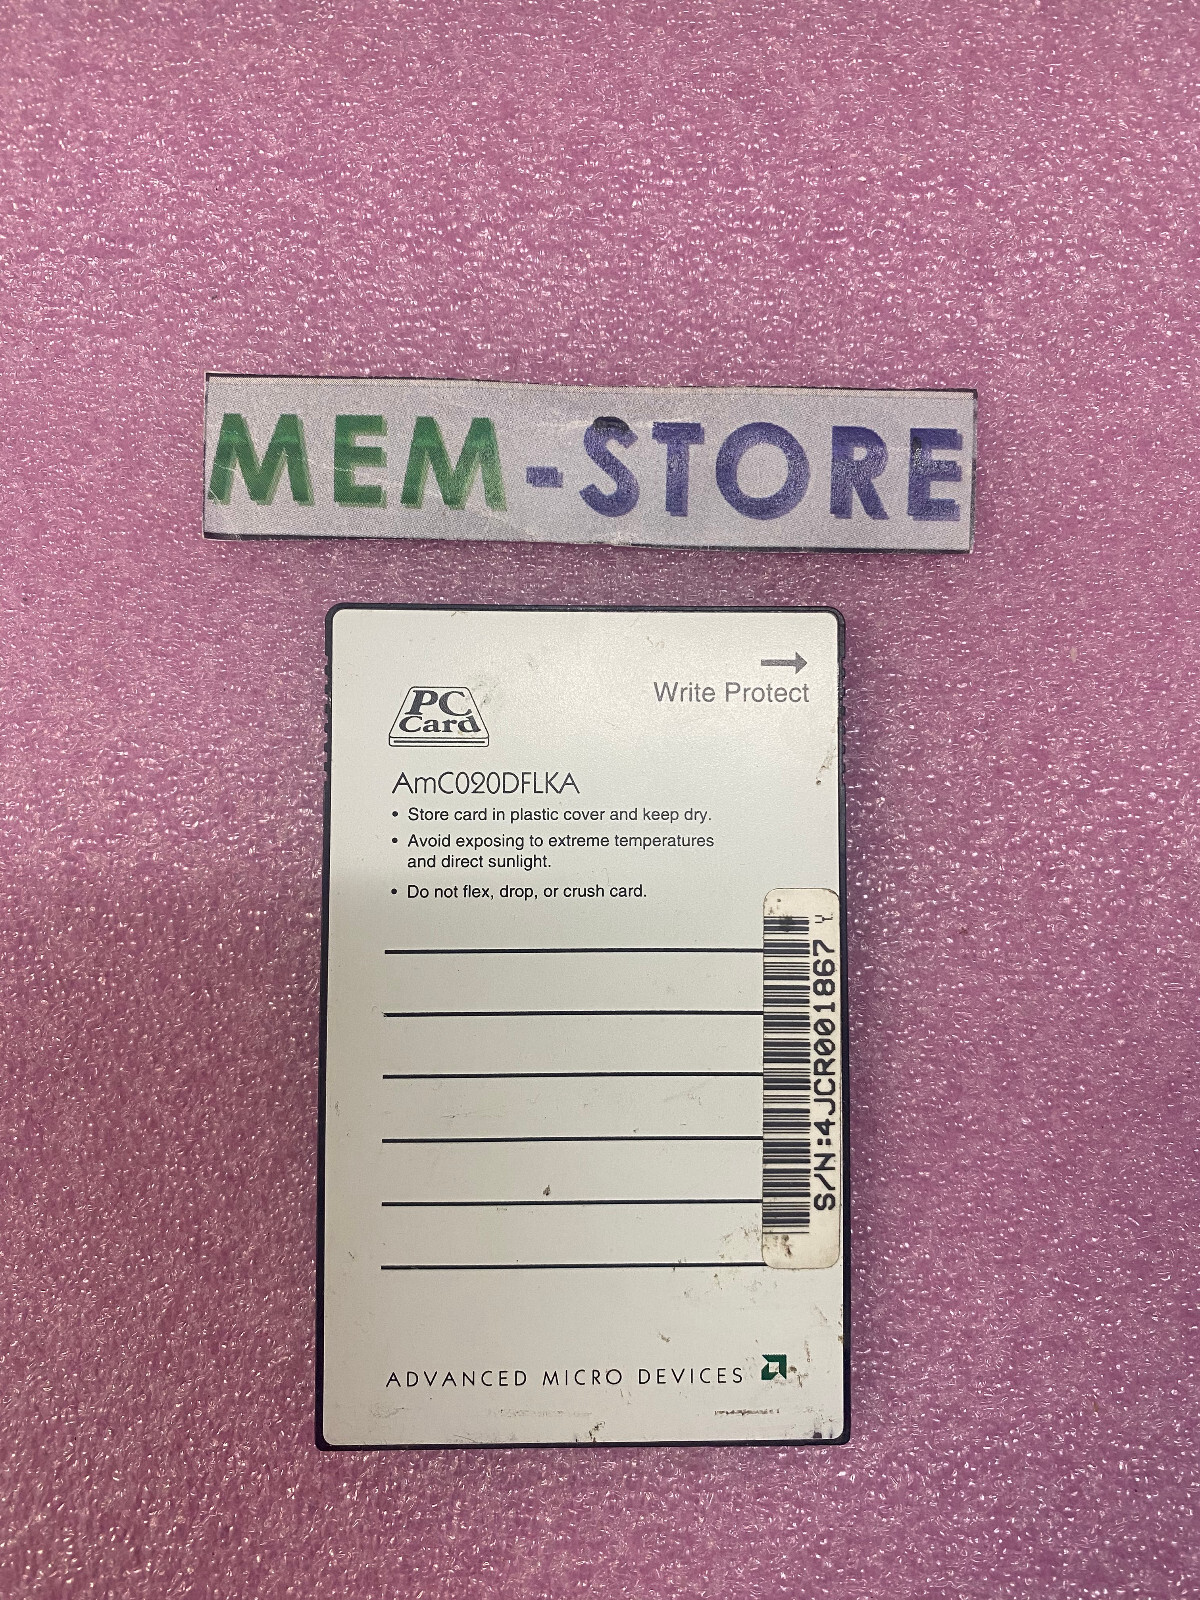 MEM-STORE
Write Protect
PC
Card
AmC020DFLKA
• Store card in plastic cover and keep dry.
• Avoid exposing to extreme temperatures
and direct sunlight.
• Do not flex, drop, or crush card.
S/N:4JCR001867 Y
ADVANCED MICRO DEVICES